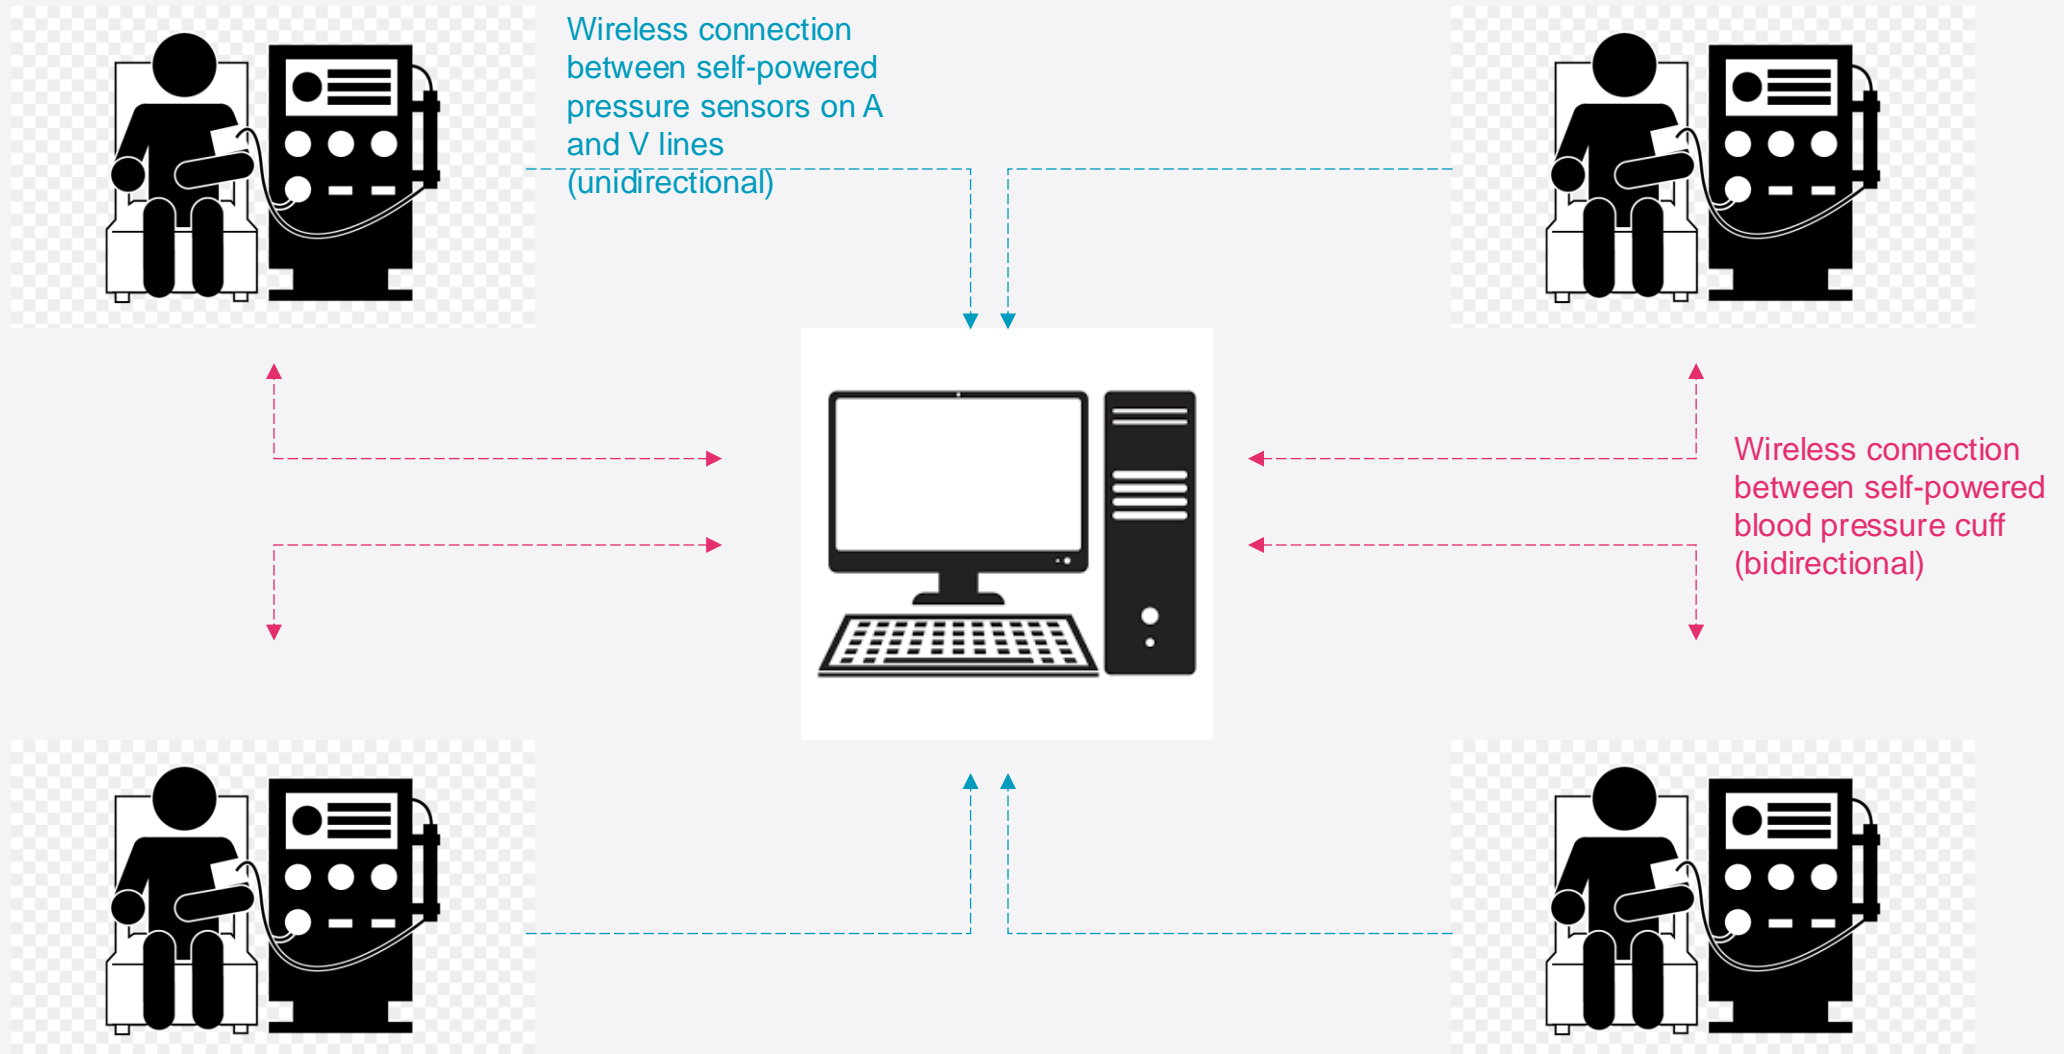 Wireless connection
between self-powered
pressure sensors on A
and V lines
(unidirectional)
Wireless connection
between self-powered
blood pressure cuff
(bidirectional)